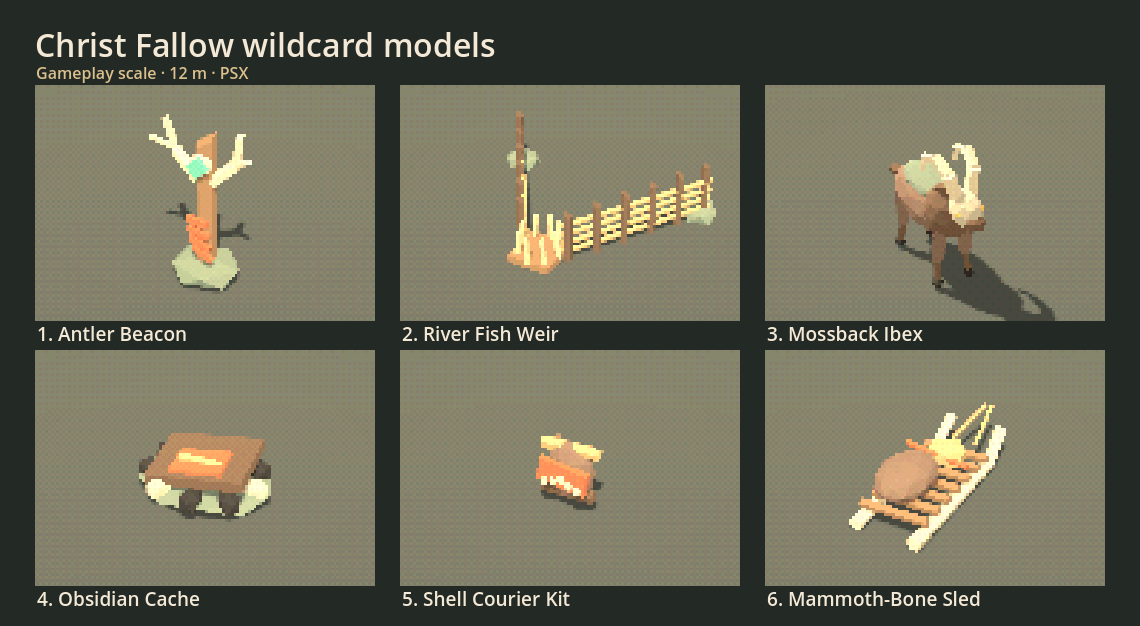 Christ Fallow wildcard models
Gameplay scale · 12 m · PSX
1. Antler Beacon
2. River Fish Weir
3. Mossback Ibex
4. Obsidian Cache
5. Shell Courier Kit
6. Mammoth-Bone Sled